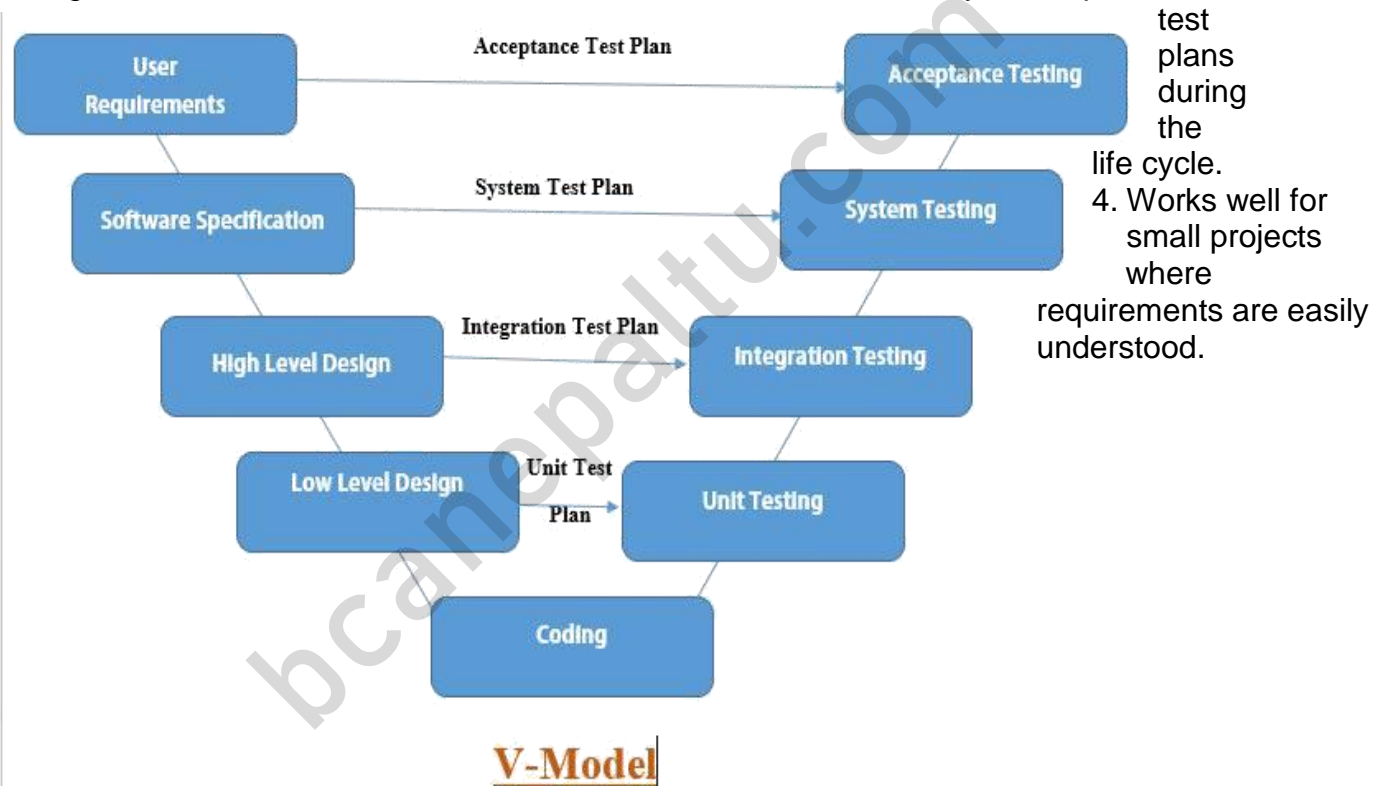 test
plans
during
the
life cycle.
4. Works well for
small projects
where
requirements are easily
understood.
Acceptance Test Plan
User
Requirements
Acceptance Testing
System Test Plan
Software Specification
System Testing
Integration Test Plan
High Level Design
Integration Testing
Unit Test
Plan
Low Level Design
Unit Testing
Coding
V-Model
bcanepaltu.com